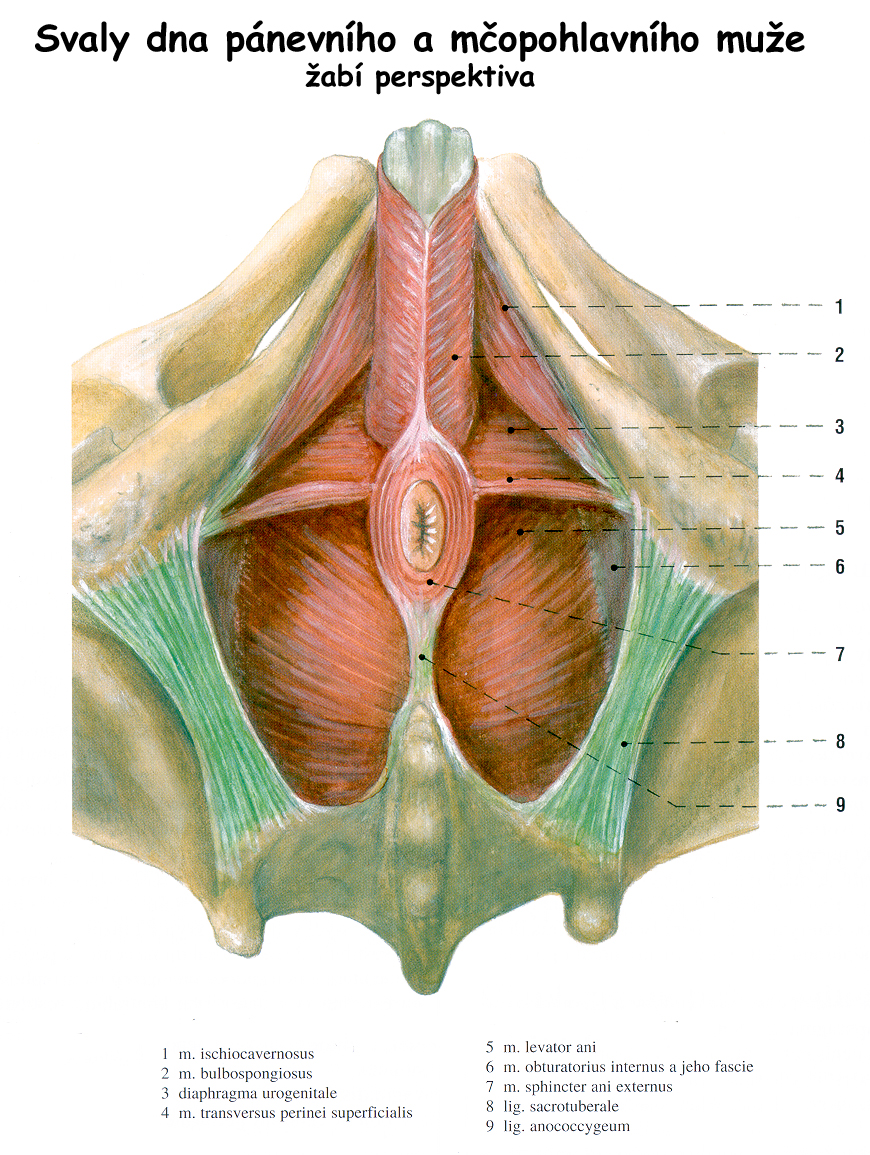 Svaly dna pánevního a mčopohlavního muže
žabí perspektiva
1
2
3
4
5
6
7
8
9
1 m. ischiocavernosus
2 m. bulbospongiosus
3 diaphragma urogenitale
4 m. transversus perinei superficialis
5 m. levator ani
6 m. obturatorius internus a jeho fascie
7 m. sphincter ani externus
8 lig. sacrotuberale
9 lig. anococcygeum